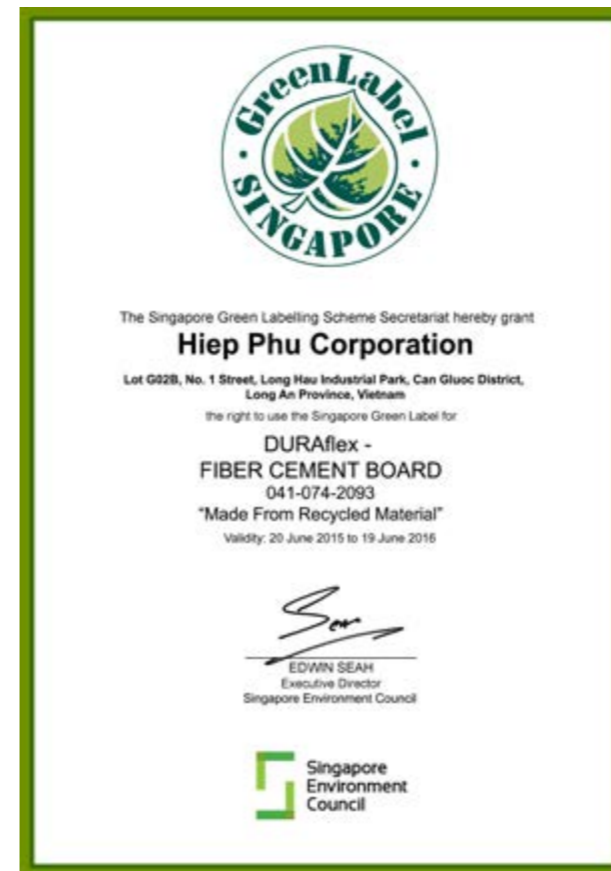 GreenLabel
SINGAPORE
The Singapore Green Labelling Scheme Secretariat hereby grant
Hiep Phu Corporation
Lot G02B, No. 1 Street, Long Hau Industrial Park, Can Gluoc District,
Long An Province, Vietnam
the right to use the Singapore Green Label for
DURAflex -
FIBER CEMENT BOARD
041-074-2093
"Made From Recycled Material"
Validity: 20 June 2015 to 19 June 2016
EDWIN SEAH
Executive Director
Singapore Environment Council
Singapore
Environment
Council